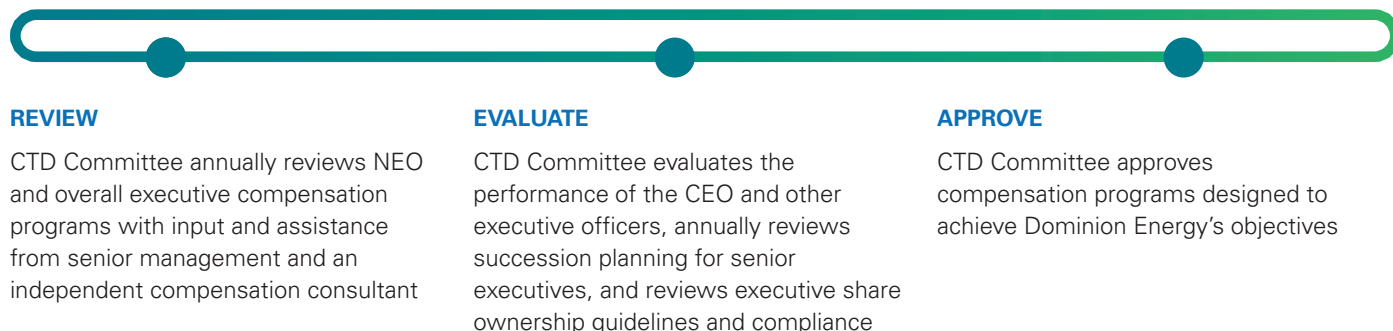 REVIEW
CTD Committee annually reviews NEO
and overall executive compensation
programs with input and assistance
from senior management and an
independent compensation consultant
EVALUATE
CTD Committee evaluates the
performance of the CEO and other
executive officers, annually reviews
succession planning for senior
executives, and reviews executive share
ownership guidelines and compliance
APPROVE
CTD Committee approves
compensation programs designed to
achieve Dominion Energy’s objectives